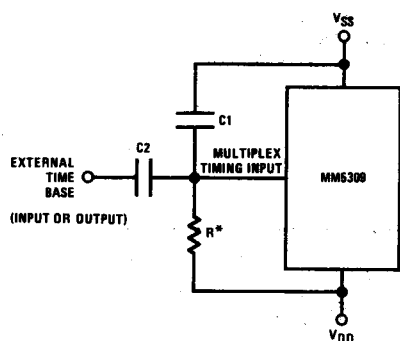 VSS
C1
C2
MULTIPLEX
TIMING INPUT
MM5309
EXTERNAL
TIME
BASE
(INPUT OR OUTPUT)
R*
VDD